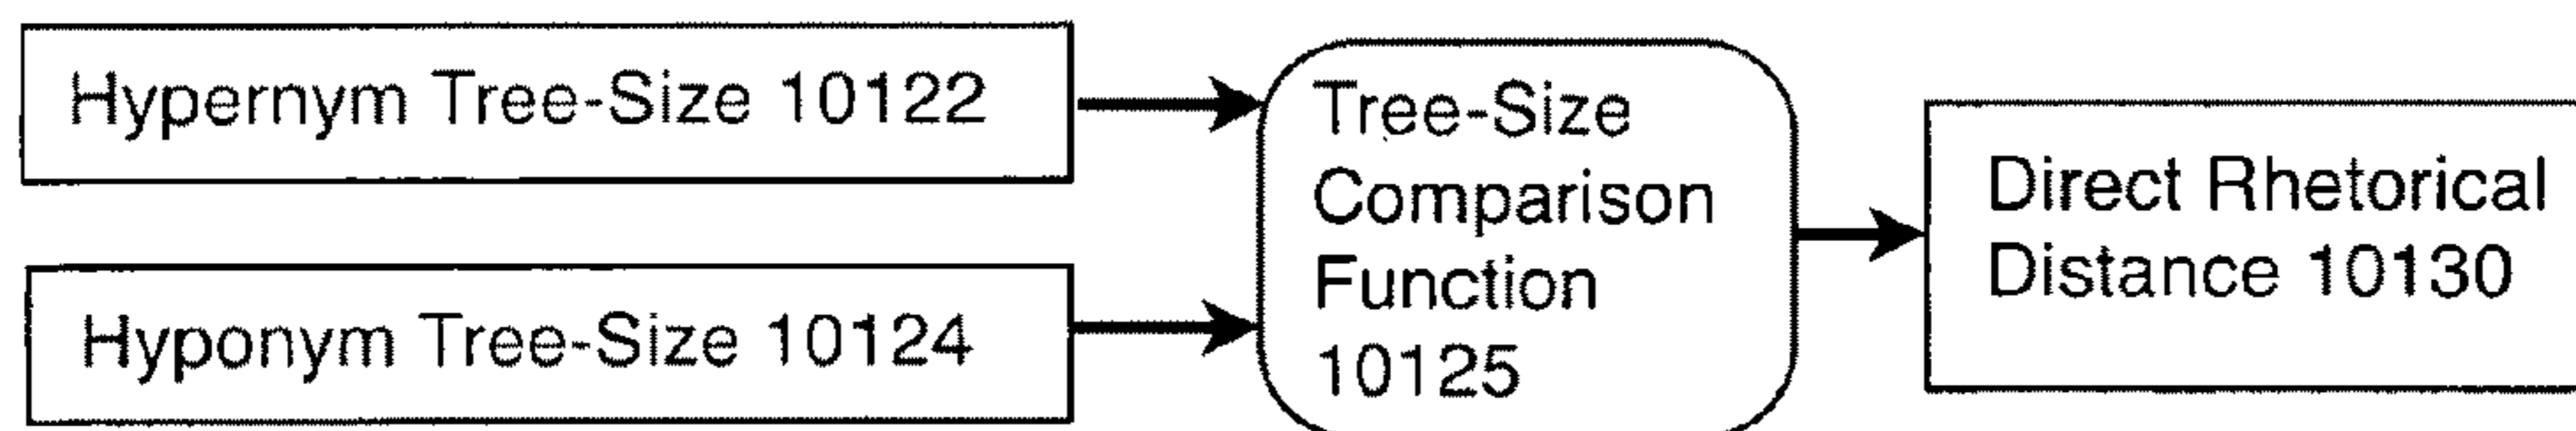 Hypernym Tree-Size 10122
Hyponym Tree-Size 10124
Tree-Size
Comparison
Function
10125
Direct Rhetorical
Distance 10130